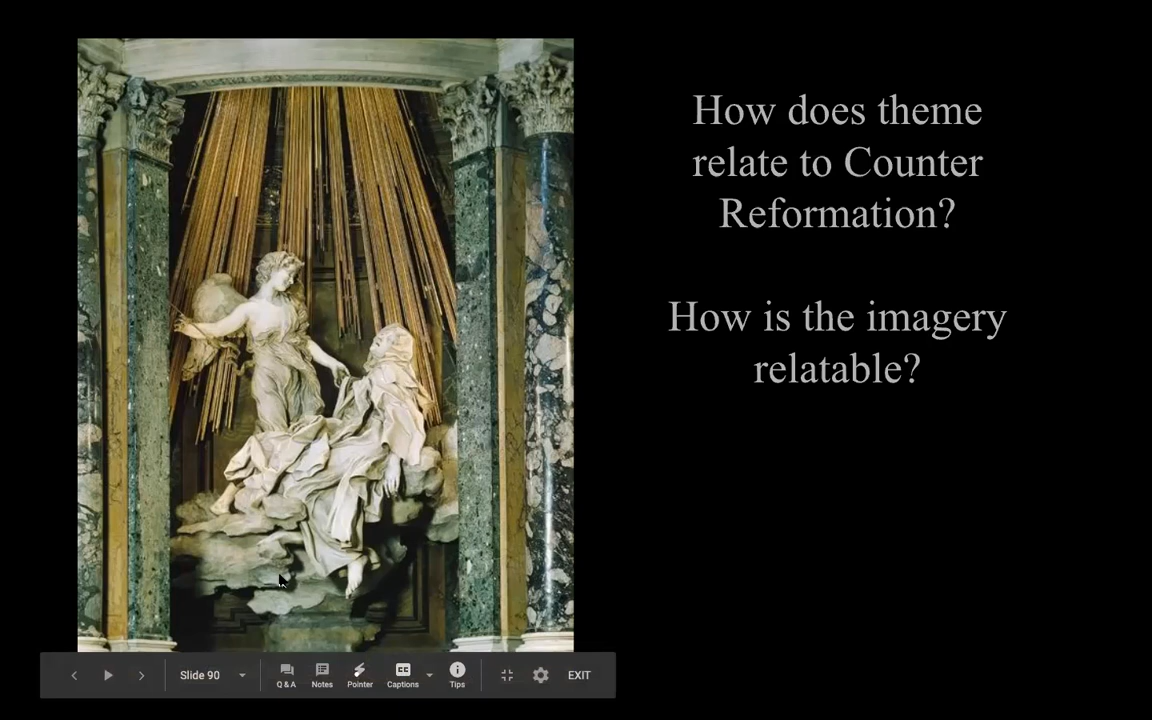 How does theme
relate to Counter
Reformation?
How is the imagery
relatable?
Slide 90
Q & A
Notes
Pointer
CC
Captions
Tips
EXIT